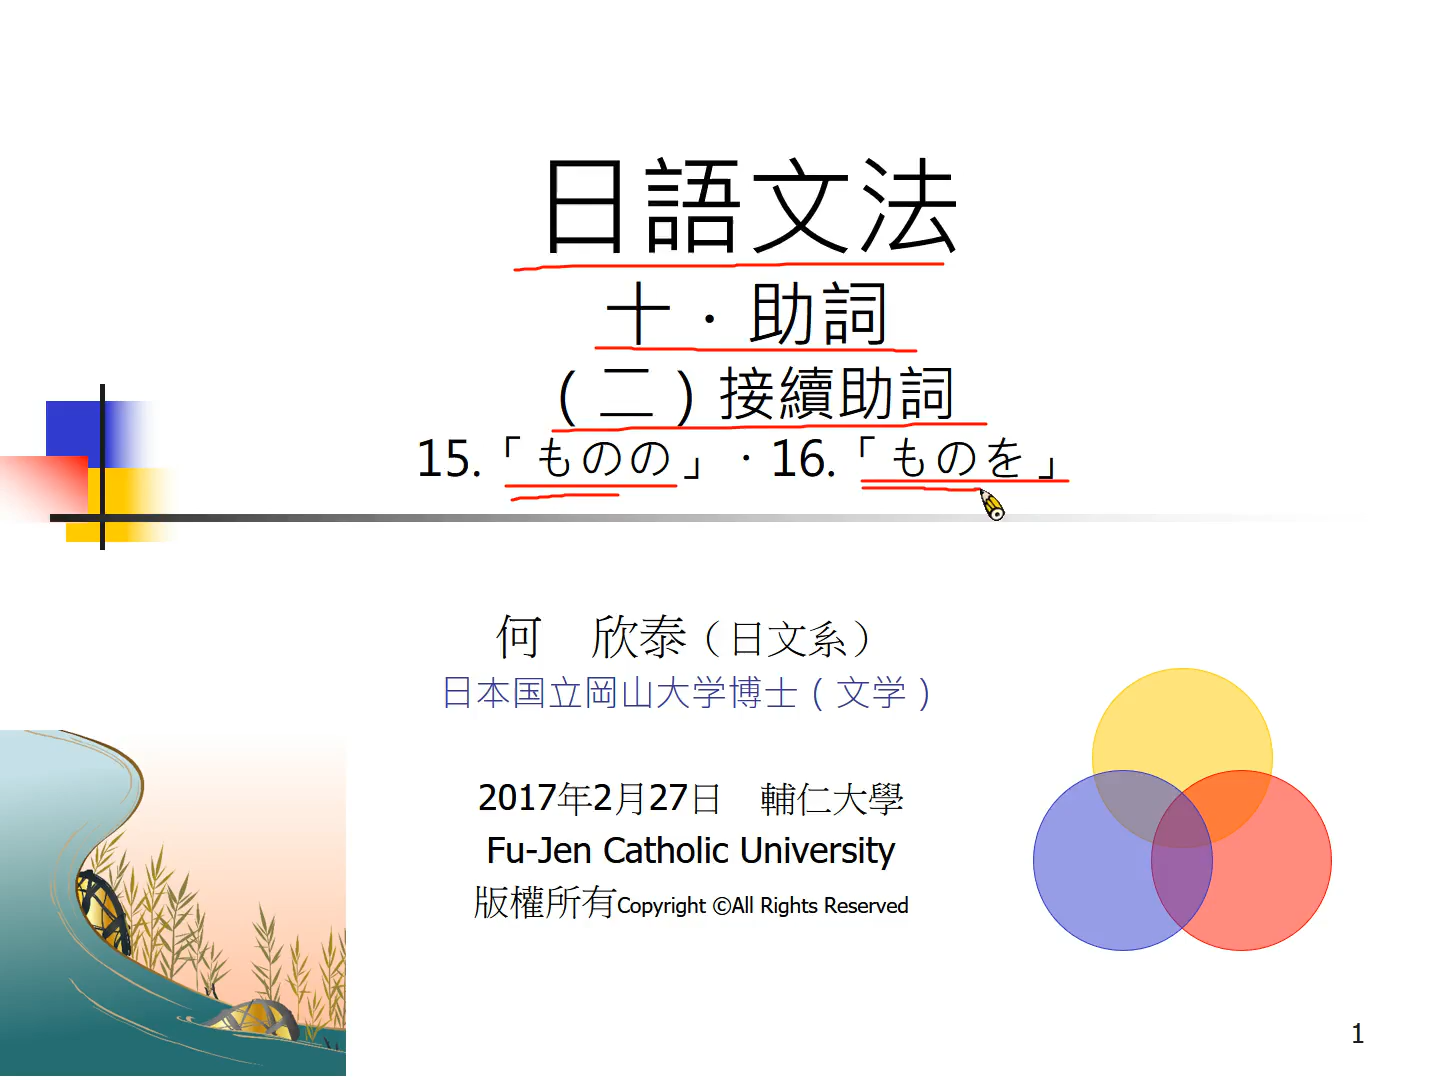 日語文法
十．助詞
（二）接續助詞
15.「ものの」．16.「ものを」
何　欣泰（日文系）
日本国立岡山大学博士（文学）
2017年2月27日　輔仁大學
Fu-Jen Catholic University
版權所有Copyright ©All Rights Reserved
1